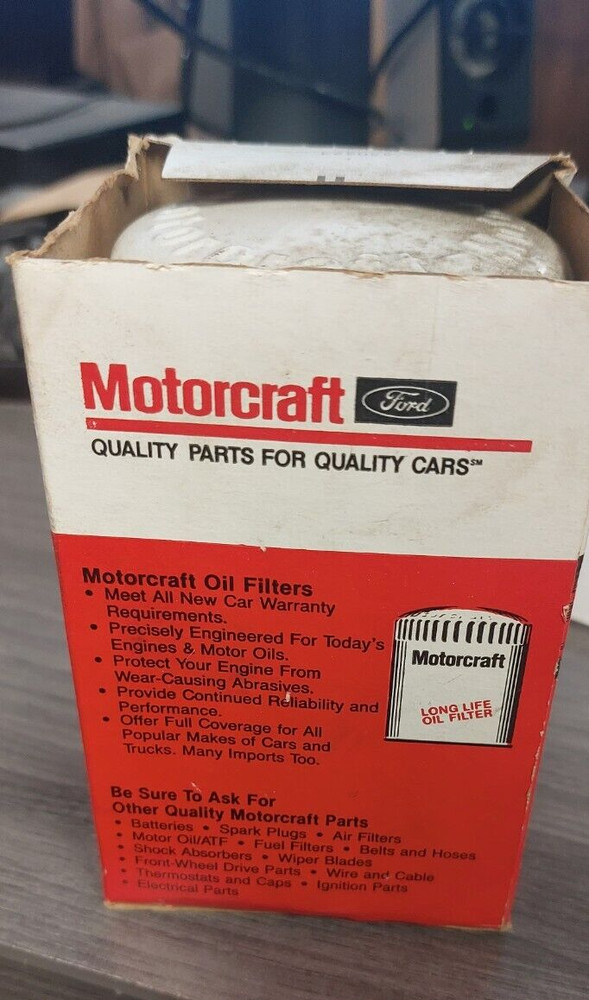 Motorcraft Ford
QUALITY PARTS FOR QUALITY CARS℠
Motorcraft Oil Filters
• Meet All New Car Warranty
Requirements.
• Precisely Engineered For Today's
Engines & Motor Oils.
• Protect Your Engine From
Wear-Causing Abrasives.
• Provide Continued Reliability and
Performance.
• Offer Full Coverage for All
Popular Makes of Cars and
Trucks. Many Imports Too.
Motorcraft
LONG LIFE
OIL FILTER
Be Sure To Ask For
Other Quality Motorcraft Parts
• Batteries • Spark Plugs • Air Filters
• Motor Oil/ATF • Fuel Filters • Belts and Hoses
• Shock Absorbers • Wiper Blades
• Front-Wheel Drive Parts • Wire and Cable
• Thermostats and Caps • Ignition Parts
• Electrical Parts